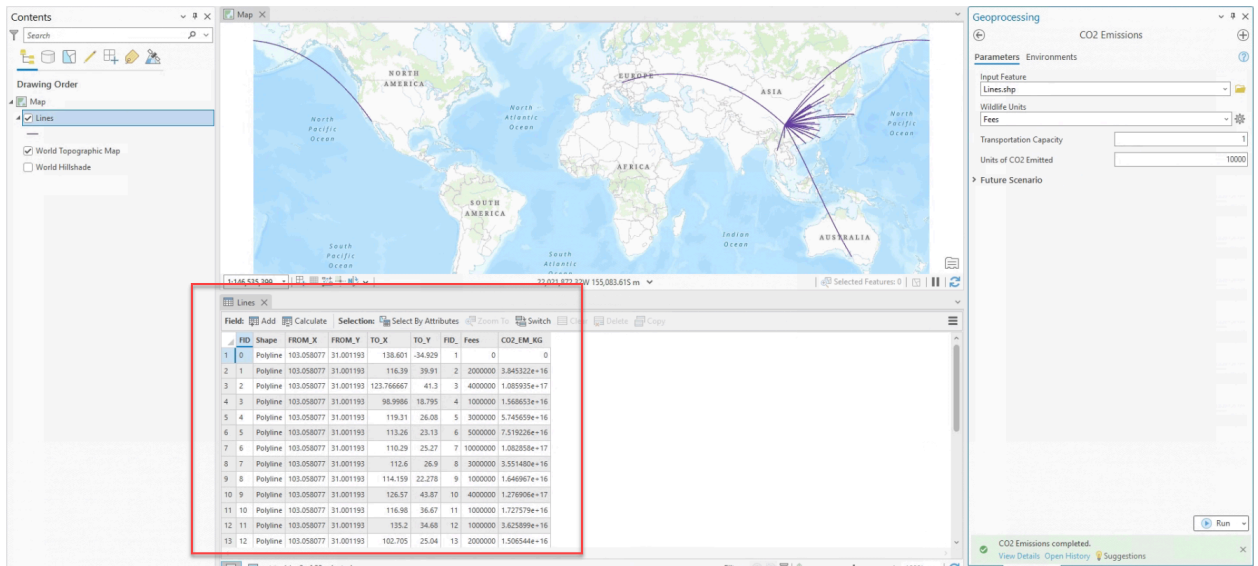 Contents
Search
Drawing Order
Map
Lines
World Topographic Map
World Hillshade
Map
NORTH
AMERICA
EUROPE
ASIA
North
Pacific
Ocean
North
Atlantic
Ocean
North
Pacific
Ocean
AFRICA
SOUTH
AMERICA
Indian
Ocean
AUSTRALIA
South
Pacific
Ocean
South
Atlantic
1:146,535,399
22,021,872.32W 155,083.61S m
Selected Features: 0
Lines
Field: Add Calculate Selection: Select By Attributes Zoom To Switch Clear Delete Copy
FID Shape FROM_X FROM_Y TO_X TO_Y FID_ Fees CO2_EM_KG
1 0 Polyline 103.058077 31.001193 138.601 -34.929 1 0 0
2 1 Polyline 103.058077 31.001193 116.39 39.91 2 2000000 3.845322e+16
3 2 Polyline 103.058077 31.001193 123.766667 41.3 3 4000000 1.085935e+17
4 3 Polyline 103.058077 31.001193 98.9986 18.795 4 1000000 1.568653e+16
5 4 Polyline 103.058077 31.001193 119.31 26.08 5 3000000 5.745659e+16
6 5 Polyline 103.058077 31.001193 113.26 23.13 6 5000000 7.519226e+16
7 6 Polyline 103.058077 31.001193 110.29 25.27 7 10000000 1.082858e+17
8 7 Polyline 103.058077 31.001193 112.6 26.9 8 3000000 3.551480e+16
9 8 Polyline 103.058077 31.001193 114.159 22.278 9 1000000 1.646967e+16
10 9 Polyline 103.058077 31.001193 126.57 43.87 10 4000000 1.276906e+17
11 10 Polyline 103.058077 31.001193 116.98 36.67 11 1000000 1.727579e+16
12 11 Polyline 103.058077 31.001193 135.2 34.68 12 1000000 3.625899e+16
13 12 Polyline 103.058077 31.001193 102.705 25.04 13 2000000 1.506544e+16
Geoprocessing
CO2 Emissions
Parameters Environments
Input Feature
Lines.shp
Wildlife Units
Fees
Transportation Capacity 1
Units of CO2 Emitted 10000
Future Scenario
Run
CO2 Emissions completed.
View Details Open History Suggestions